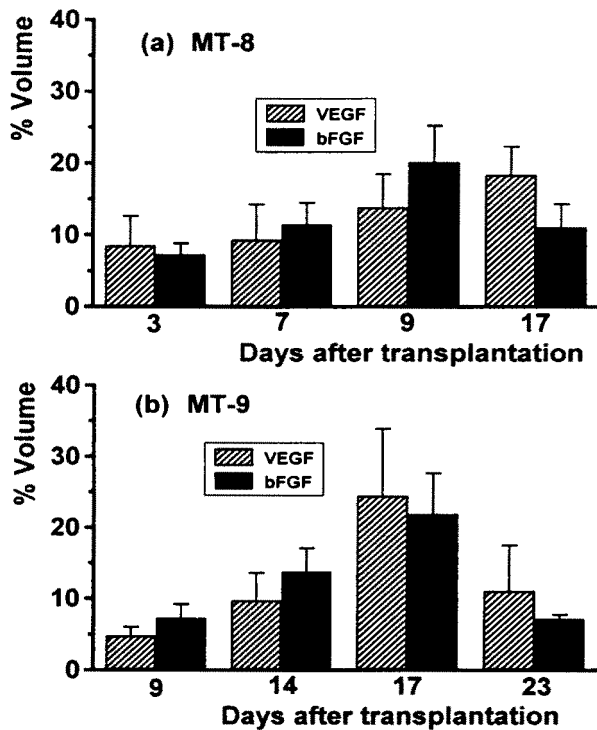 40
(a) MT-8
30
VEGF
bFGF
20
10
0
% Volume
3 7 9 17
Days after transplantation
40
(b) MT-9
30
VEGF
bFGF
20
10
0
% Volume
9 14 17 23
Days after transplantation